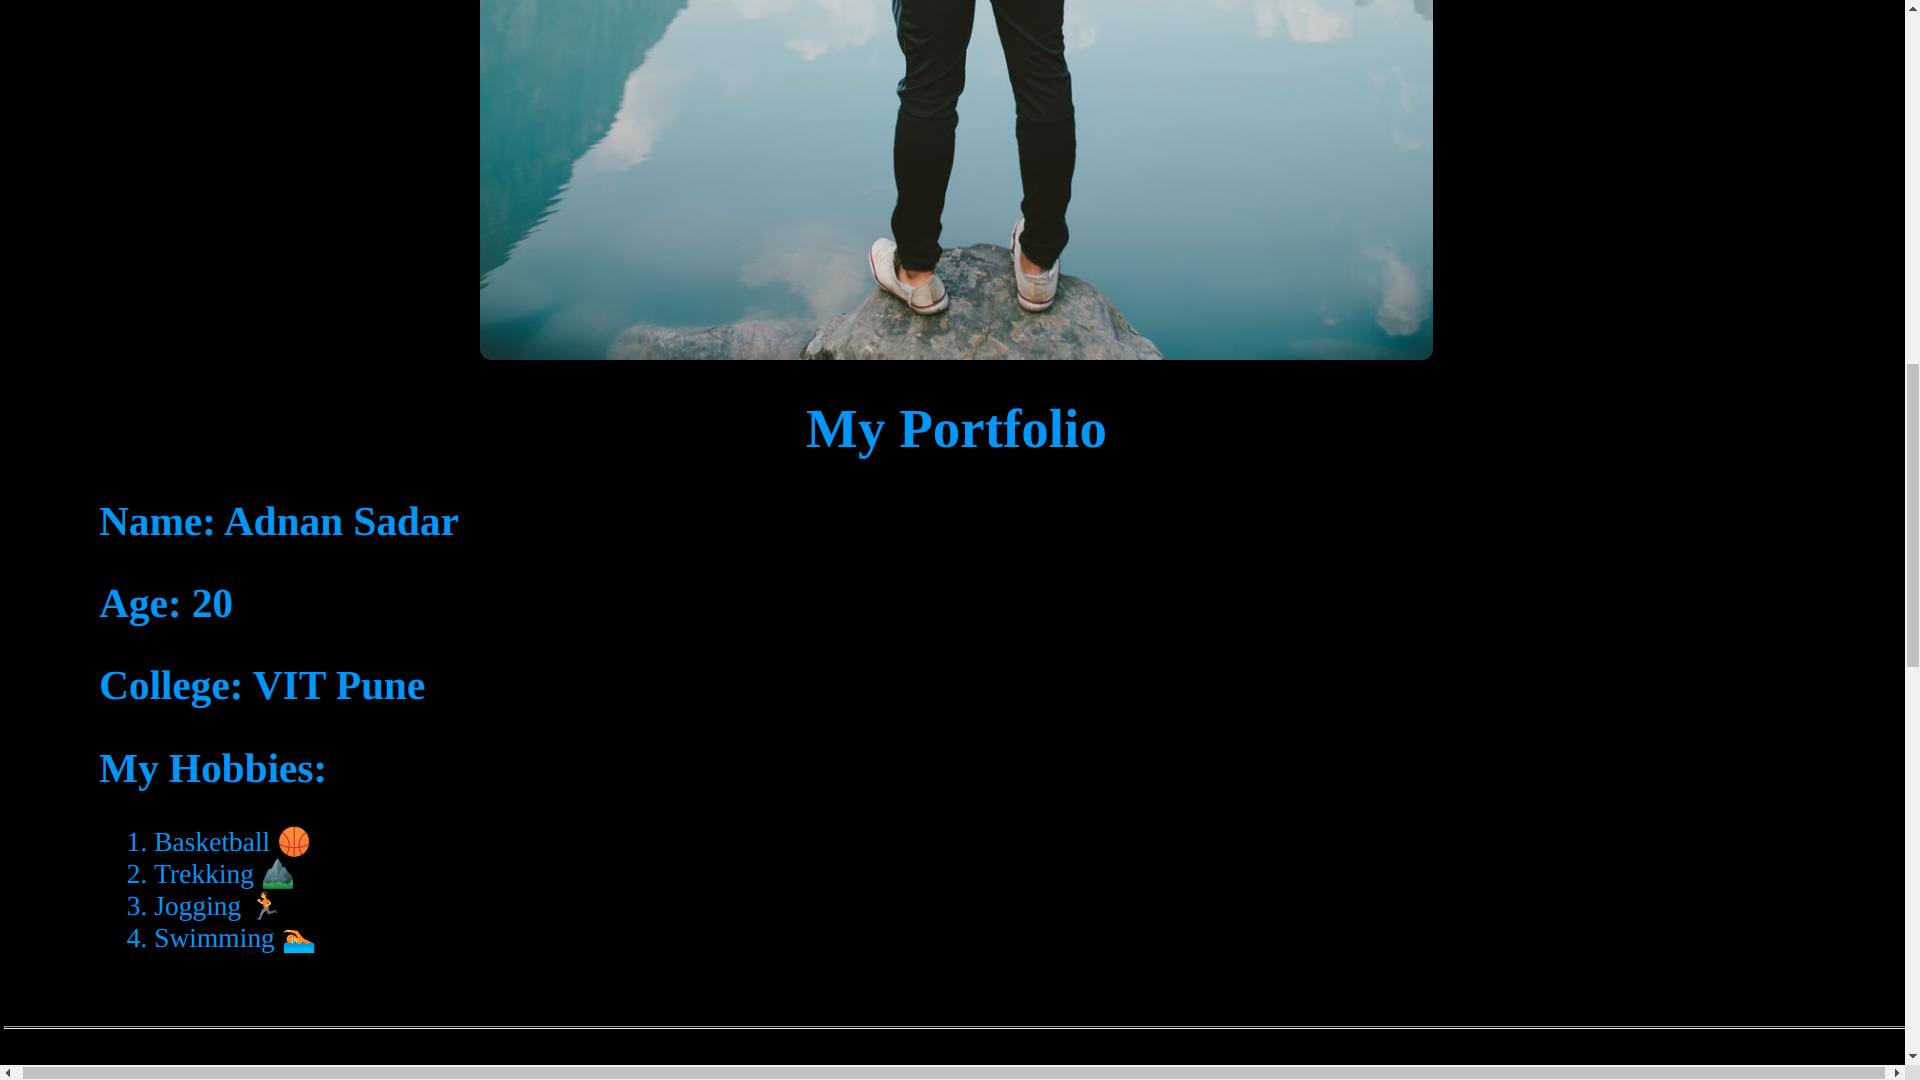 My Portfolio
Name: Adnan Sadar
Age: 20
College: VIT Pune
My Hobbies:
1. Basketball 🏀
2. Trekking ⛰️
3. Jogging 🏃
4. Swimming 🏊